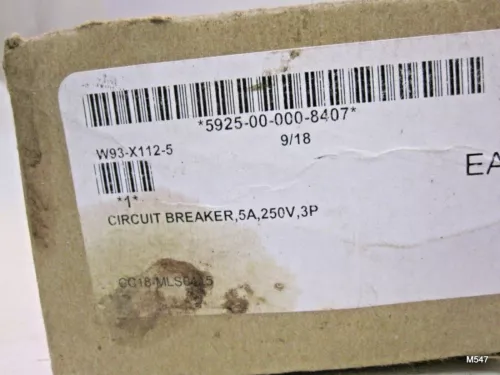 *5925-00-000-8407*
9/18
W93-X112-5
EA
*1*
CIRCUIT BREAKER,5A,250V,3P
M547